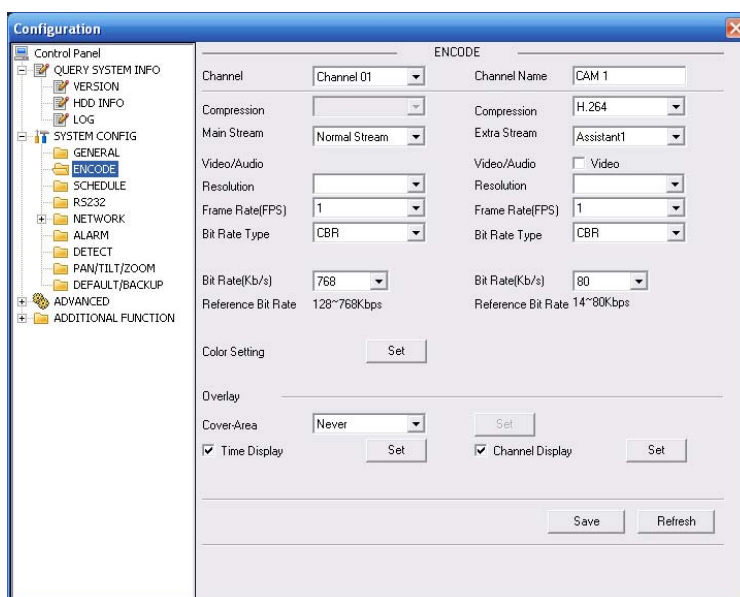 Configuration
Control Panel
QUERY SYSTEM INFO
VERSION
HDD INFO
LOG
SYSTEM CONFIG
GENERAL
ENCODE
SCHEDULE
RS232
NETWORK
ALARM
DETECT
PAN/TILT/ZOOM
DEFAULT/BACKUP
ADVANCED
ADDITIONAL FUNCTION
ENCODE
Channel Channel 01 Channel Name CAM 1
Compression Compression H.264
Main Stream Normal Stream Extra Stream Assistant1
Video/Audio Video/Audio Video
Resolution Resolution
Frame Rate(FPS) 1 Frame Rate(FPS) 1
Bit Rate Type CBR Bit Rate Type CBR
Bit Rate(Kb/s) 768 Bit Rate(Kb/s) 80
Reference Bit Rate 128~768Kbps Reference Bit Rate 14~80Kbps
Color Setting Set
Overlay
Cover-Area Never Set
Time Display Set Channel Display Set
Save Refresh